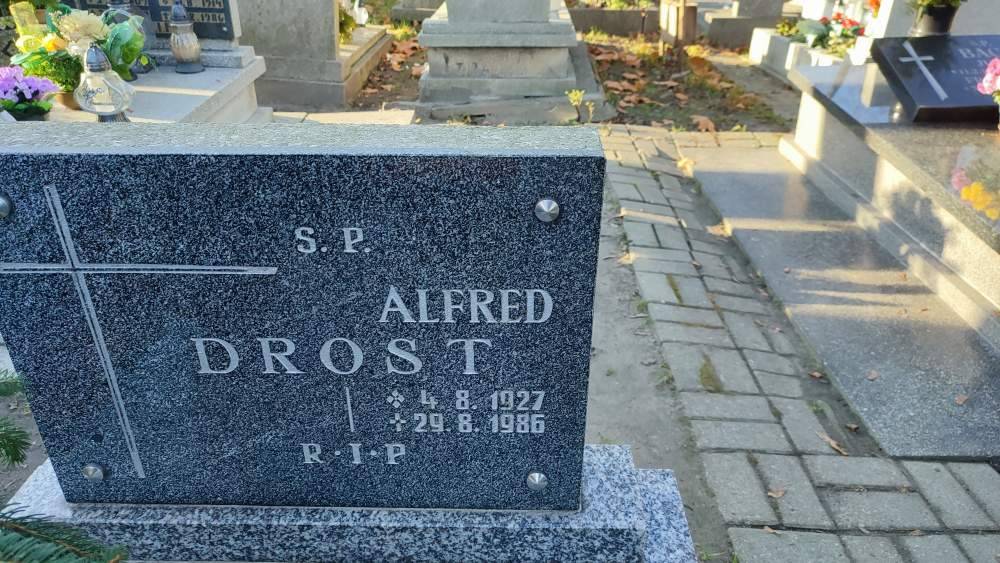 S. P.
ALFRED
DROST
✣ 4. 8. 1927
✢ 29. 8. 1986
R·I·P